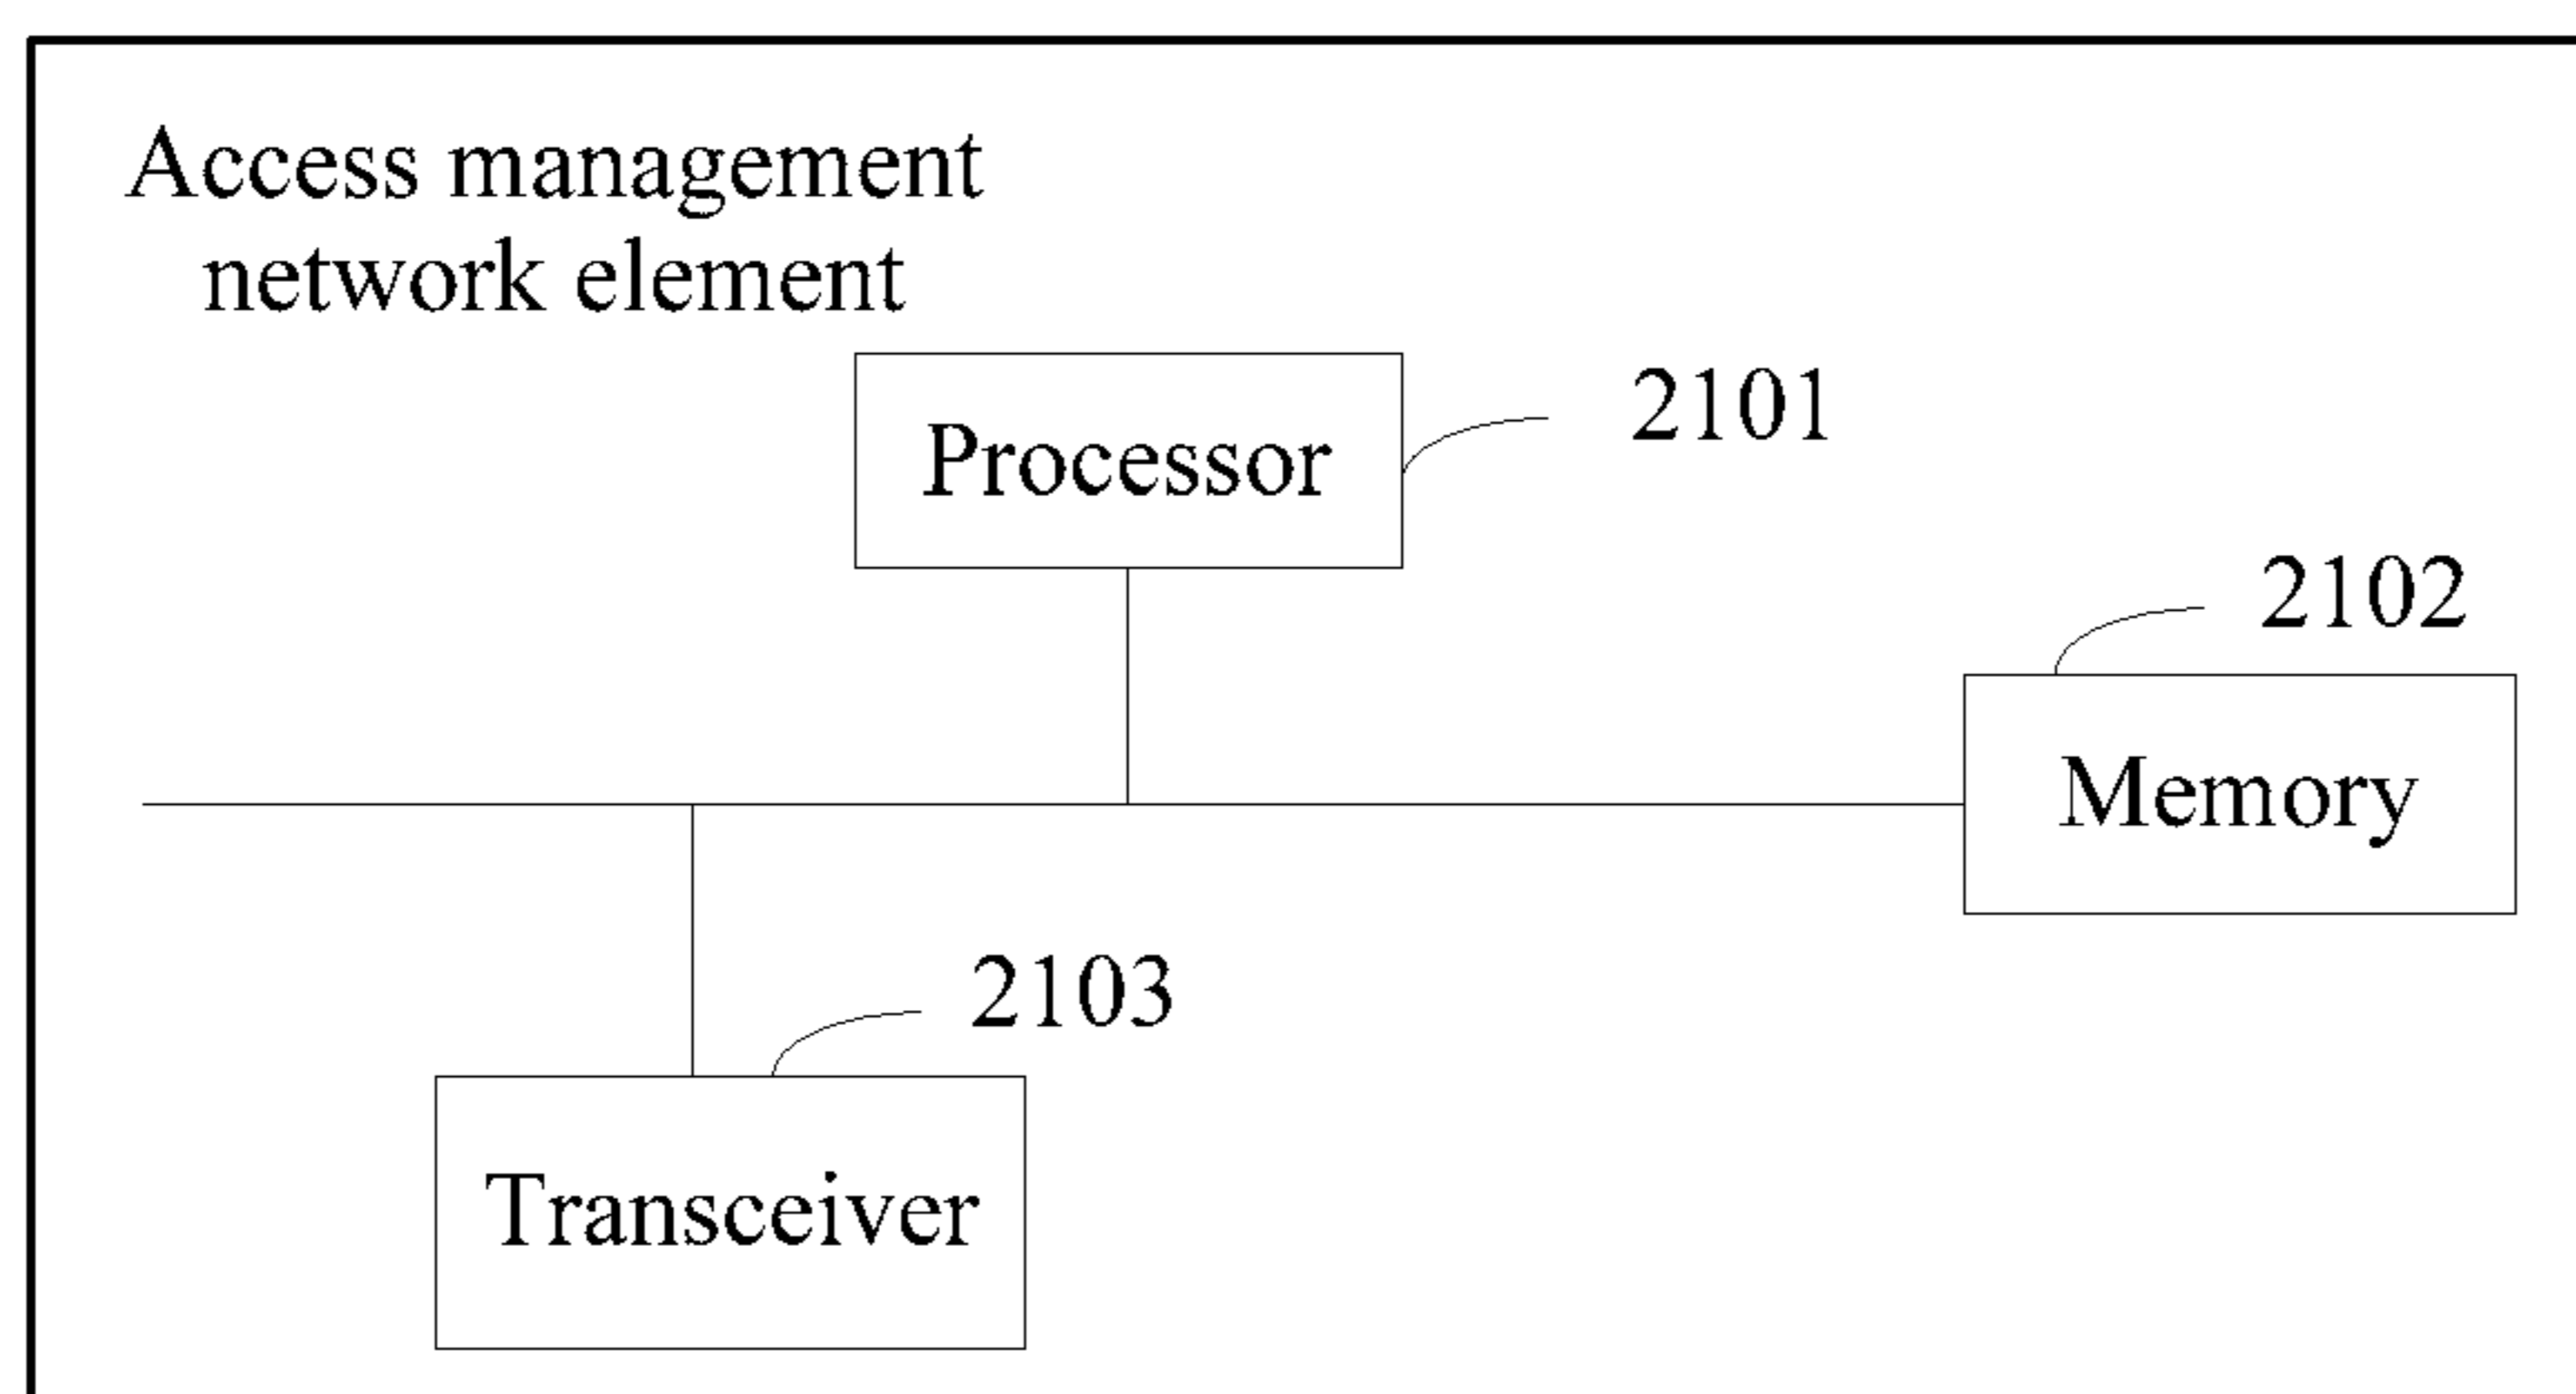 Access management
network element
Processor
2101
2102
Memory
2103
Transceiver